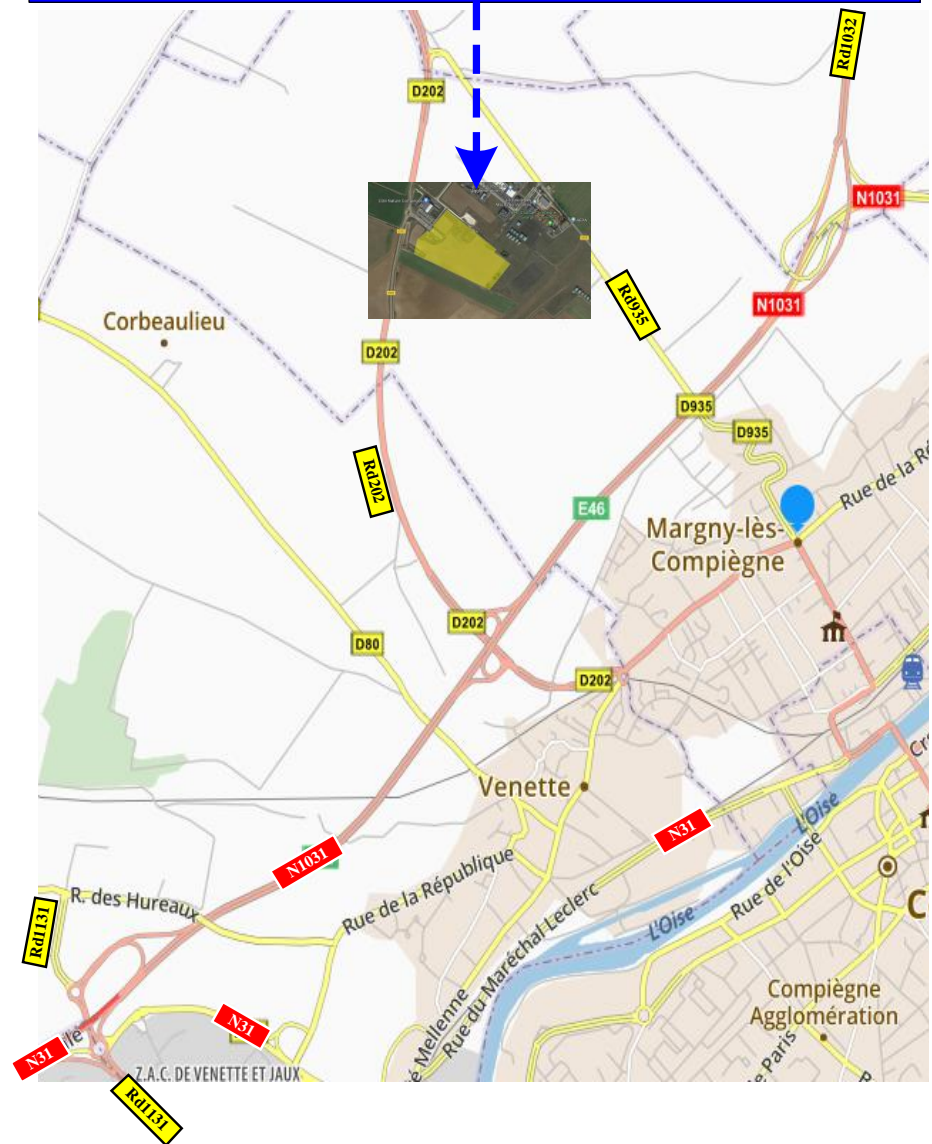 Rd1032
D202
N1031
N1031
Rd935
Corbeaulieu
D202
D935
D935
Rue de la Ré
Rd202
E46
Margny-lès-
Compiègne
D202
D80
D202
Venette
L'Oise
N31
N1031
Rue de la République
Rue de l'Oise
R. des Hureaux
Rd1131
Rue du Maréchal Leclerc
L'Oise
C
Compiègne
Agglomération
N31
N31
é Mellenne
e Paris
Z.A.C. DE VENETTE ET JAUX
Rd1131